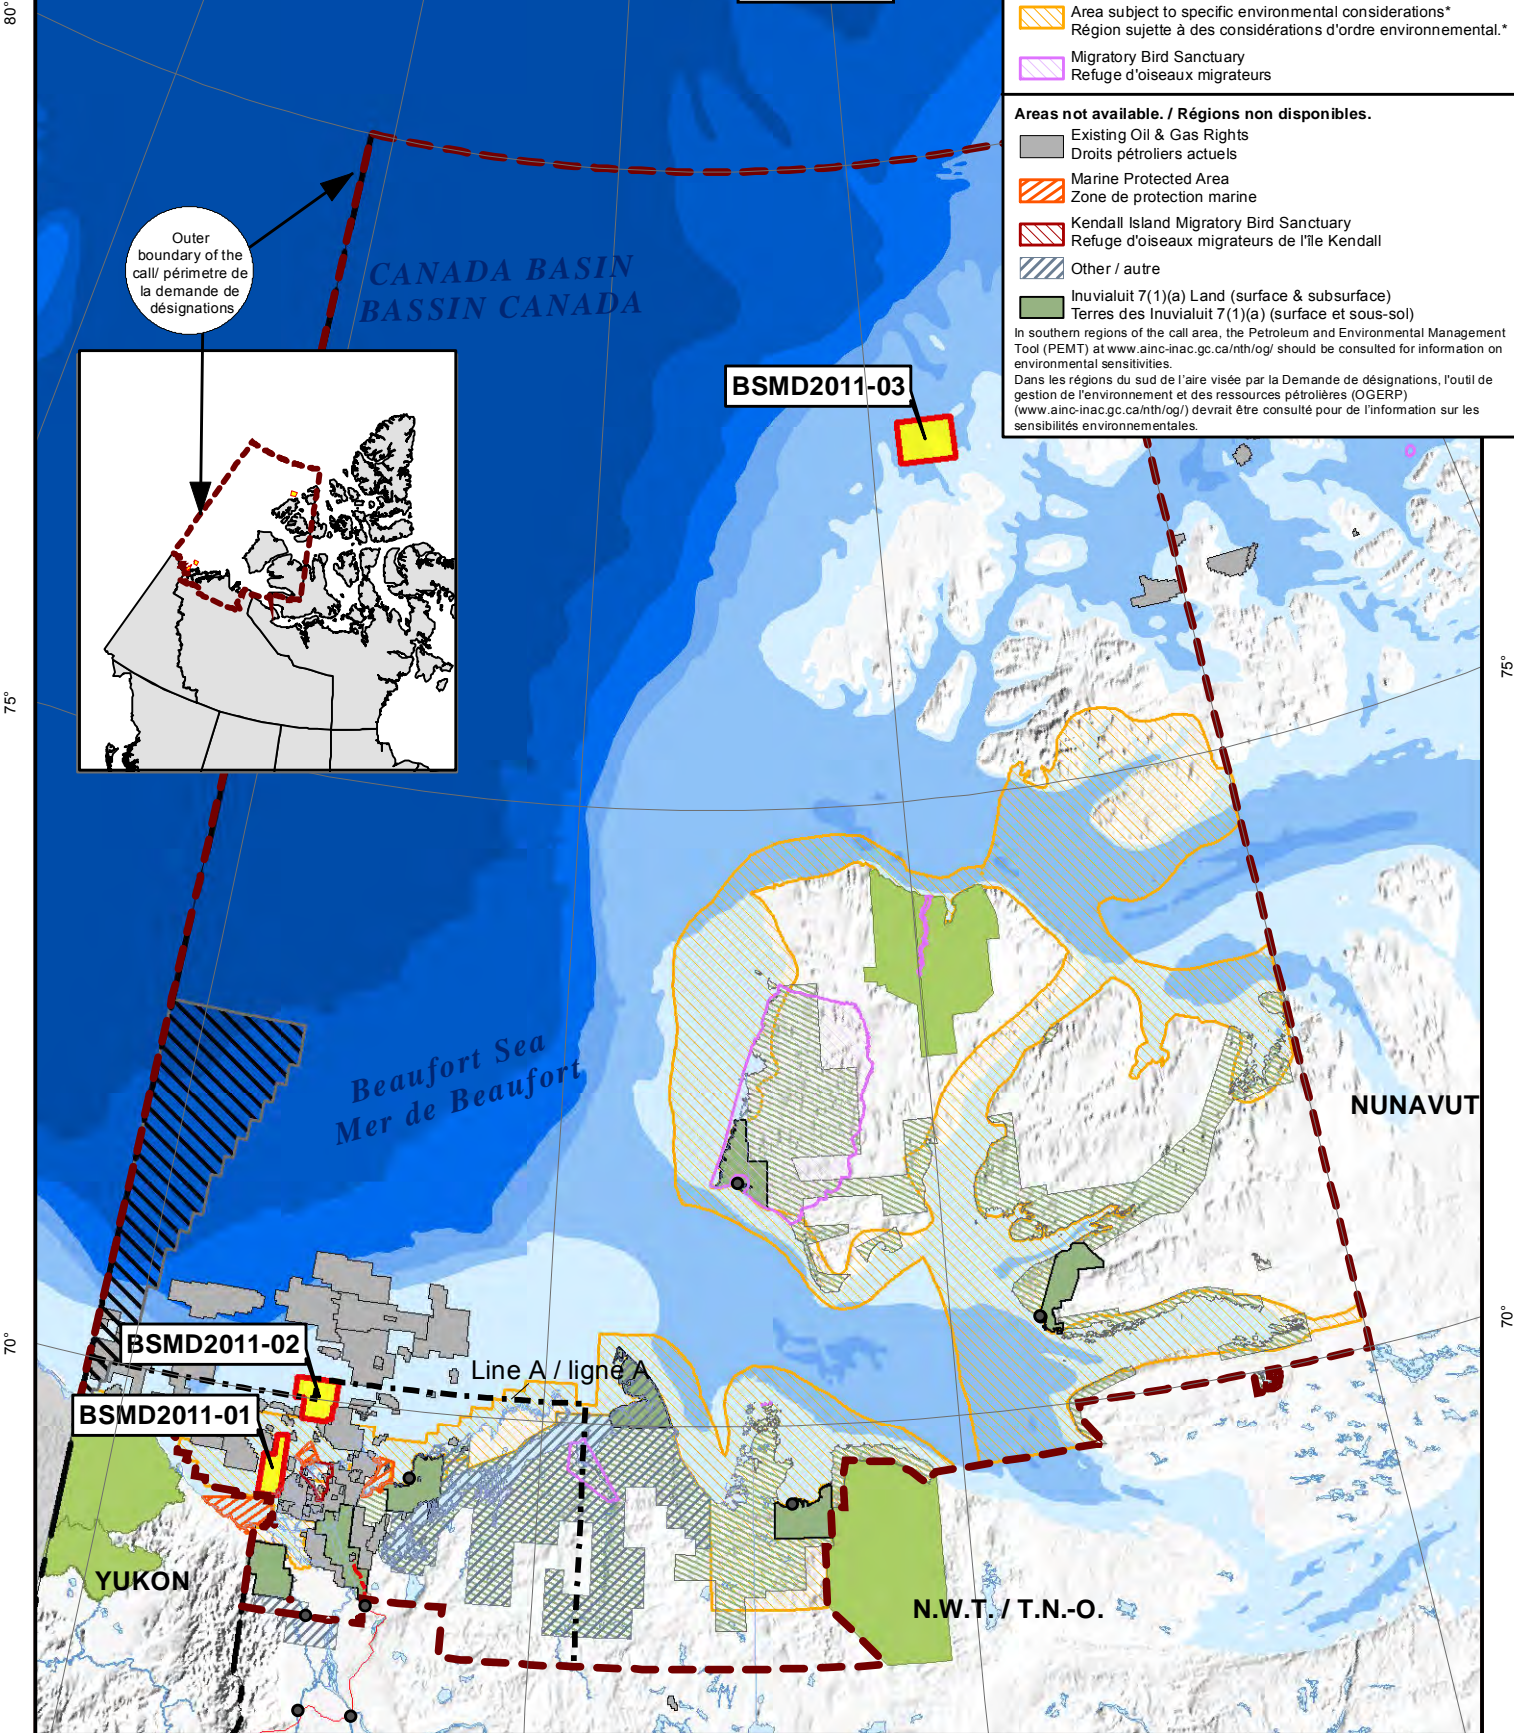 80°
Area subject to specific environmental considerations*
Région sujette à des considérations d'ordre environnemental.*
Migratory Bird Sanctuary
Refuge d'oiseaux migrateurs
Areas not available. / Régions non disponibles.
Existing Oil & Gas Rights
Droits pétroliers actuels
Marine Protected Area
Zone de protection marine
Kendall Island Migratory Bird Sanctuary
Refuge d'oiseaux migrateurs de l'île Kendall
Other / autre
Inuvialuit 7(1)(a) Land (surface & subsurface)
Terres des Inuvialuit 7(1)(a) (surface et sous-sol)
In southern regions of the call area, the Petroleum and Environmental Management
Tool (PEMT) at www.ainc-inac.gc.ca/nth/og/ should be consulted for information on
environmental sensitivities.
Dans les régions du sud de l'aire visée par la Demande de désignations, l'outil de
gestion de l'environnement et des ressources pétrolières (OGERP)
(www.ainc-inac.gc.ca/nth/og/) devrait être consulté pour de l'information sur les
sensibilités environnementales.
Outer
boundary of the
call/ périmetre de
la demande de
désignations
CANADA BASIN
BASSIN CANADA
BSMD2011-03
75°
75°
Beaufort Sea
Mer de Beaufort
NUNAVUT
70°
70°
BSMD2011-02
Line A / ligne A
BSMD2011-01
YUKON
N.W.T. / T.N.-O.